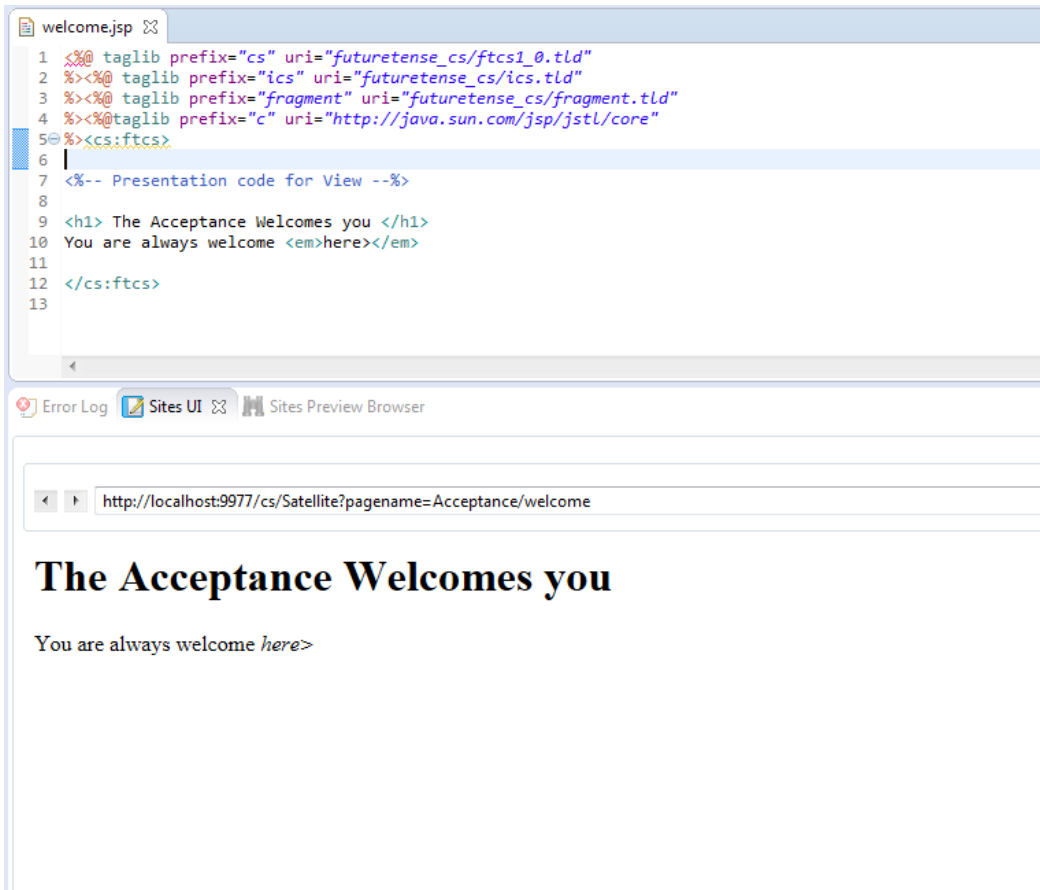 welcome.jsp
1 <%@ taglib prefix="cs" uri="futuretense_cs/ftcs1_0.tld"
2 %><%@ taglib prefix="ics" uri="futuretense_cs/ics.tld"
3 %><%@ taglib prefix="fragment" uri="futuretense_cs/fragment.tld"
4 %><%@taglib prefix="c" uri="http://java.sun.com/jsp/jstl/core"
5 %><cs:ftcs>
6
7 <%-- Presentation code for View --%>
8
9 <h1> The Acceptance Welcomes you </h1>
10 You are always welcome <em>here></em>
11
12 </cs:ftcs>
13
Error Log Sites UI Sites Preview Browser
http://localhost:9977/cs/Satellite?pagename=Acceptance/welcome
The Acceptance Welcomes you
You are always welcome here>